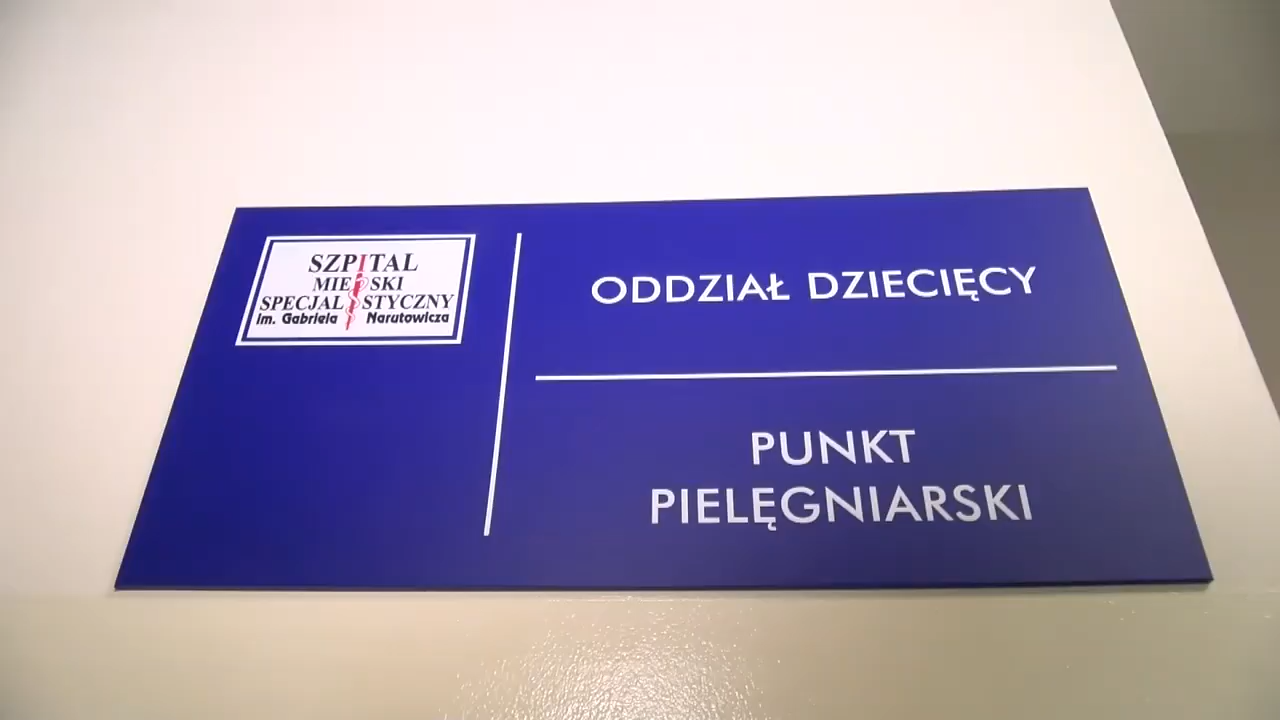 SZPITAL
MIEJSKI
SPECJALISTYCZNY
im. Gabriela Narutowicza
ODDZIAŁ DZIECIĘCY
PUNKT
PIELĘGNIARSKI